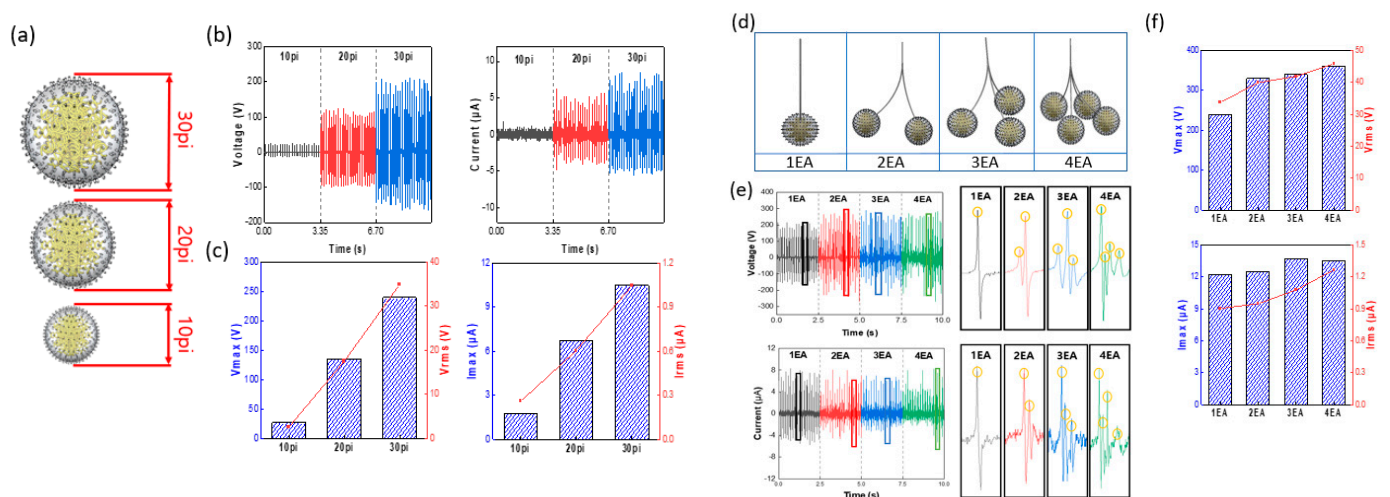 (a)
30pi
20pi
10pi
(b)
10pi 20pi 30pi
Voltage (V)
300
200
100
0
-100
-200
0.00 3.35 6.70
Time (s)
10pi 20pi 30pi
Current (µA)
10
5
0
-5
-10
0.00 3.35 6.70
Time (s)
(c)
Vmax (V)
300
250
200
150
100
50
0
Vrms (V)
40
30
20
10
0
10pi 20pi 30pi
Imax (µA)
12
9
6
3
0
Irms (µA)
1.2
0.9
0.6
0.3
0.0
10pi 20pi 30pi
(d)
1EA 2EA 3EA 4EA
(e)
1EA 2EA 3EA 4EA
Voltage (V)
400
300
200
100
0
-100
-200
-300
0.0 2.5 5.0 7.5 10.0
Time (s)
1EA 2EA 3EA 4EA
1EA 2EA 3EA 4EA
Current (µA)
12
8
4
0
-4
-8
-12
0.0 2.5 5.0 7.5 10.0
Time (s)
1EA 2EA 3EA 4EA
(f)
Vmax (V)
400
300
200
100
0
Vrms (V)
50
40
30
20
10
0
1EA 2EA 3EA 4EA
Imax (µA)
15
12
9
6
3
0
Irms (µA)
1.5
1.2
0.9
0.6
0.3
0.0
1EA 2EA 3EA 4EA